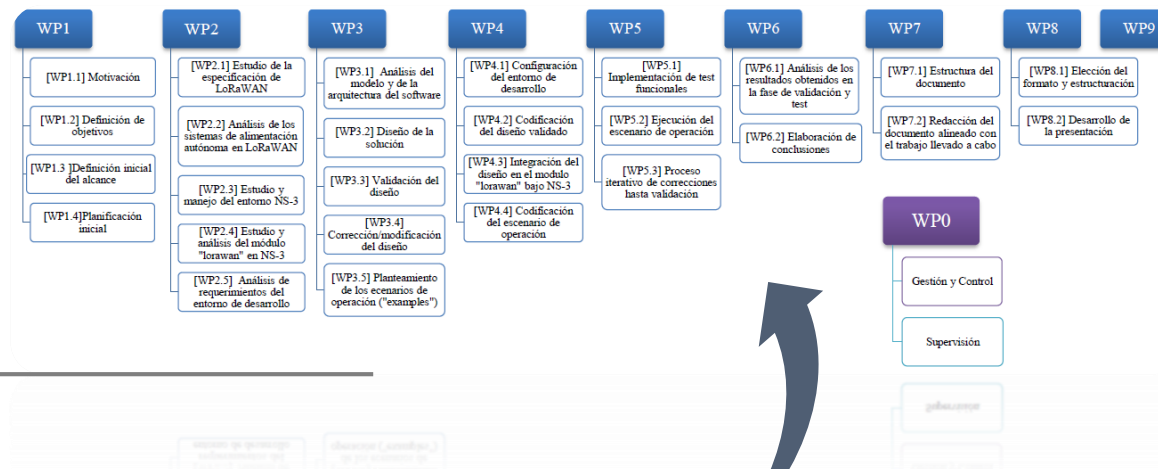 WP1
[WP1.1] Motivación
[WP1.2] Definición de
objetivos
[WP1.3 ]Definición inicial
del alcance
[WP1.4]Planificación
inicial
WP2
[WP2.1] Estudio de la
especificación de
LoRaWAN
[WP2.2] Análisis de los
sistemas de alimentación
autónoma en LoRaWAN
[WP2.3] Estudio y
manejo del entorno NS-3
[WP2.4] Estudio y
análisis del módulo
"lorawan" en NS-3
[WP2.5] Análisis de
requerimientos del
entorno de desarrollo
WP3
[WP3.1] Análisis del
modelo y de la
arquitectura del software
[WP3.2] Diseño de la
solución
[WP3.3] Validación del
diseño
[WP3.4]
Corrección/modificación
del diseño
[WP3.5] Planteamiento
de los ecenarios de
operación ("examples")
WP4
[WP4.1] Configuración
del entorno de
desarrollo
[WP4.2] Codificación
del diseño validado
[WP4.3] Integración del
diseño en el modulo
"lorawan" bajo NS-3
[WP4.4] Codificación
del escenario de
operación
WP5
[WP5.1]
Implementación de test
funcionales
[WP5.2] Ejecución del
escenario de operación
[WP5.3] Proceso
iterativo de correcciones
hasta validación
WP6
[WP6.1] Análisis de los
resultados obtenidos en
la fase de validación y
test
[WP6.2] Elaboración de
conclusiones
WP7
[WP7.1] Estructura del
documento
[WP7.2] Redacción del
documento alineado con
el trabajo llevado a cabo
WP8
[WP8.1] Elección del
formato y estructuración
[WP8.2] Desarrollo de
la presentación
WP9
WP0
Gestión y Control
Supervisión